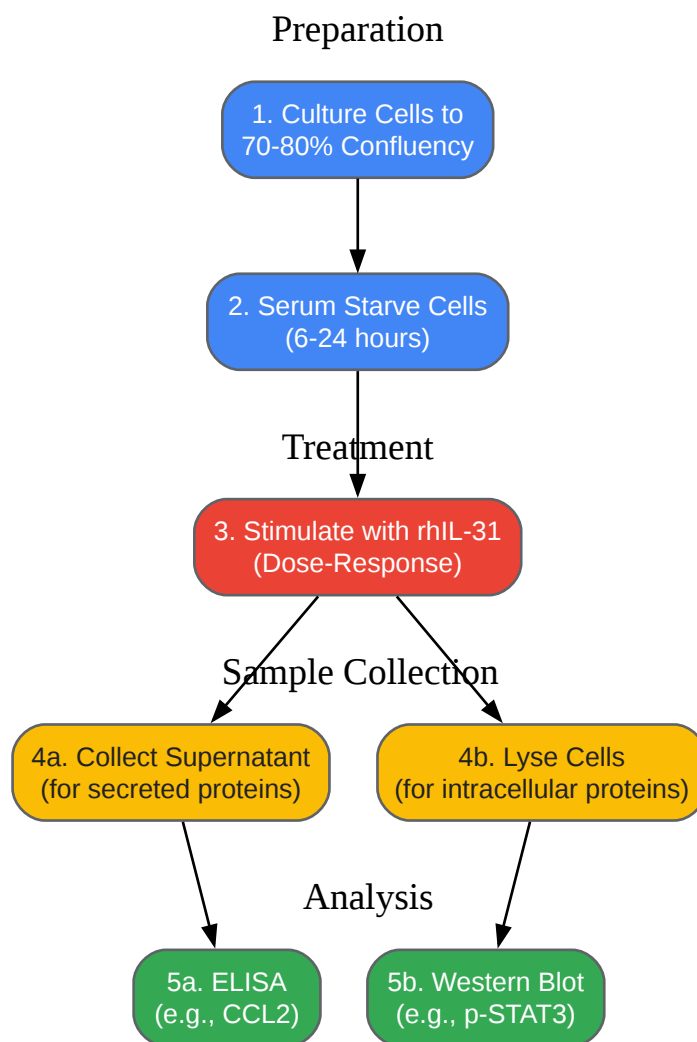 Preparation
1. Culture Cells to
70-80% Confluency
2. Serum Starve Cells
(6-24 hours)
Treatment
3. Stimulate with rhIL-31
(Dose-Response)
Sample Collection
4a. Collect Supernatant
(for secreted proteins)
4b. Lyse Cells
(for intracellular proteins)
Analysis
5a. ELISA
(e.g., CCL2)
5b. Western Blot
(e.g., p-STAT3)